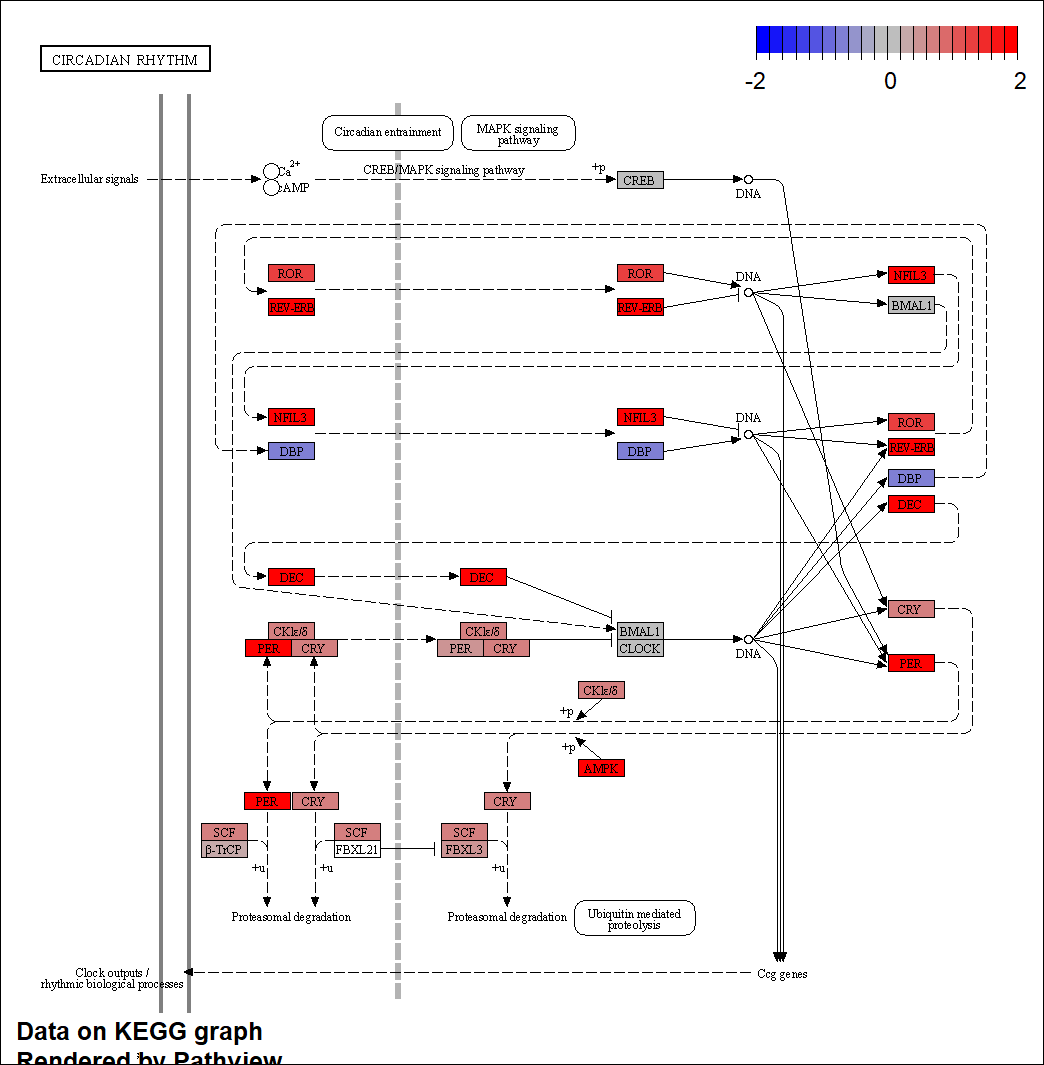 CIRCADIAN RHYTHM
-2 0 2
Circadian entrainment
MAPK signaling
pathway
Extracellular signals
Ca 2+
cAMP
CREB/MAPK signaling pathway
+p
CREB
DNA
ROR
REV-ERB
ROR
REV-ERB
DNA
NFIL3
BMAL1
NFIL3
DBP
NFIL3
DBP
DNA
ROR
REV-ERB
DBP
DEC
DEC
DEC
CRY
CKIε/δ
PER CRY
CKIε/δ
PER CRY
BMAL1
CLOCK
DNA
PER
CKIε/δ
+p
+p
AMPK
PER CRY
CRY
SCF
β-TrCP
SCF
FBXL21
SCF
FBXL3
+u
+u
+u
Proteasomal degradation
Proteasomal degradation
Ubiquitin mediated
proteolysis
Clock outputs /
rhythmic biological processes
Ccg genes
Data on KEGG graph
Rendered by Pathview